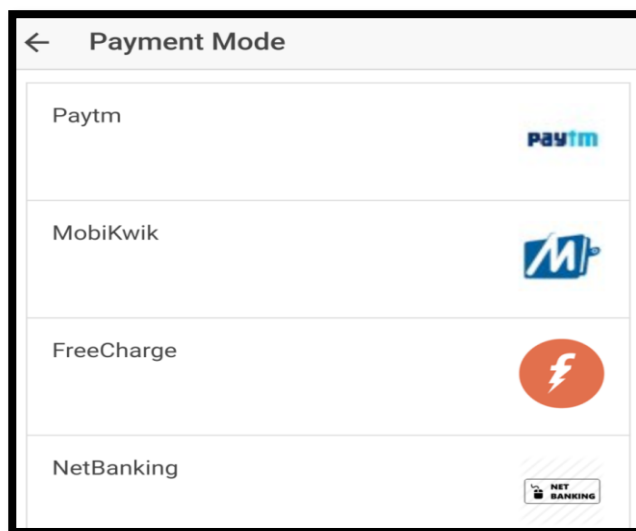 Payment Mode
Paytm
Paytm
MobiKwik
M
FreeCharge
f
NetBanking
NET
BANKING